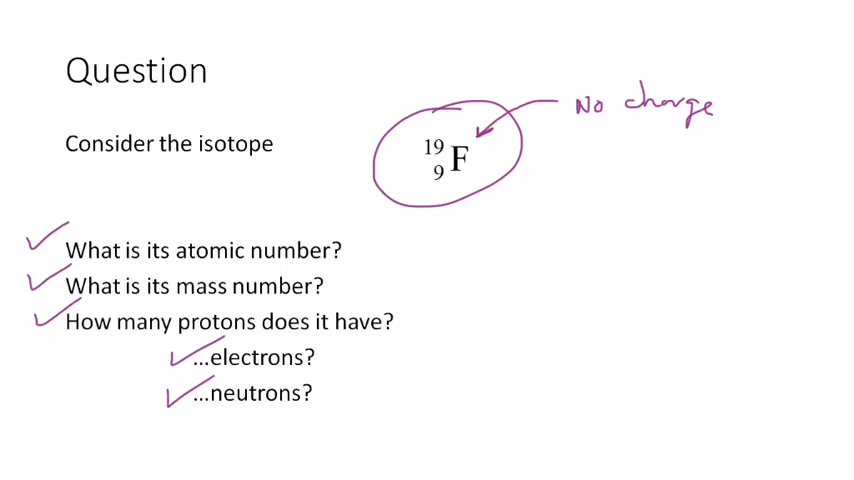 Question
No charge
Consider the isotope
19
9 F
What is its atomic number?
What is its mass number?
How many protons does it have?
...electrons?
...neutrons?